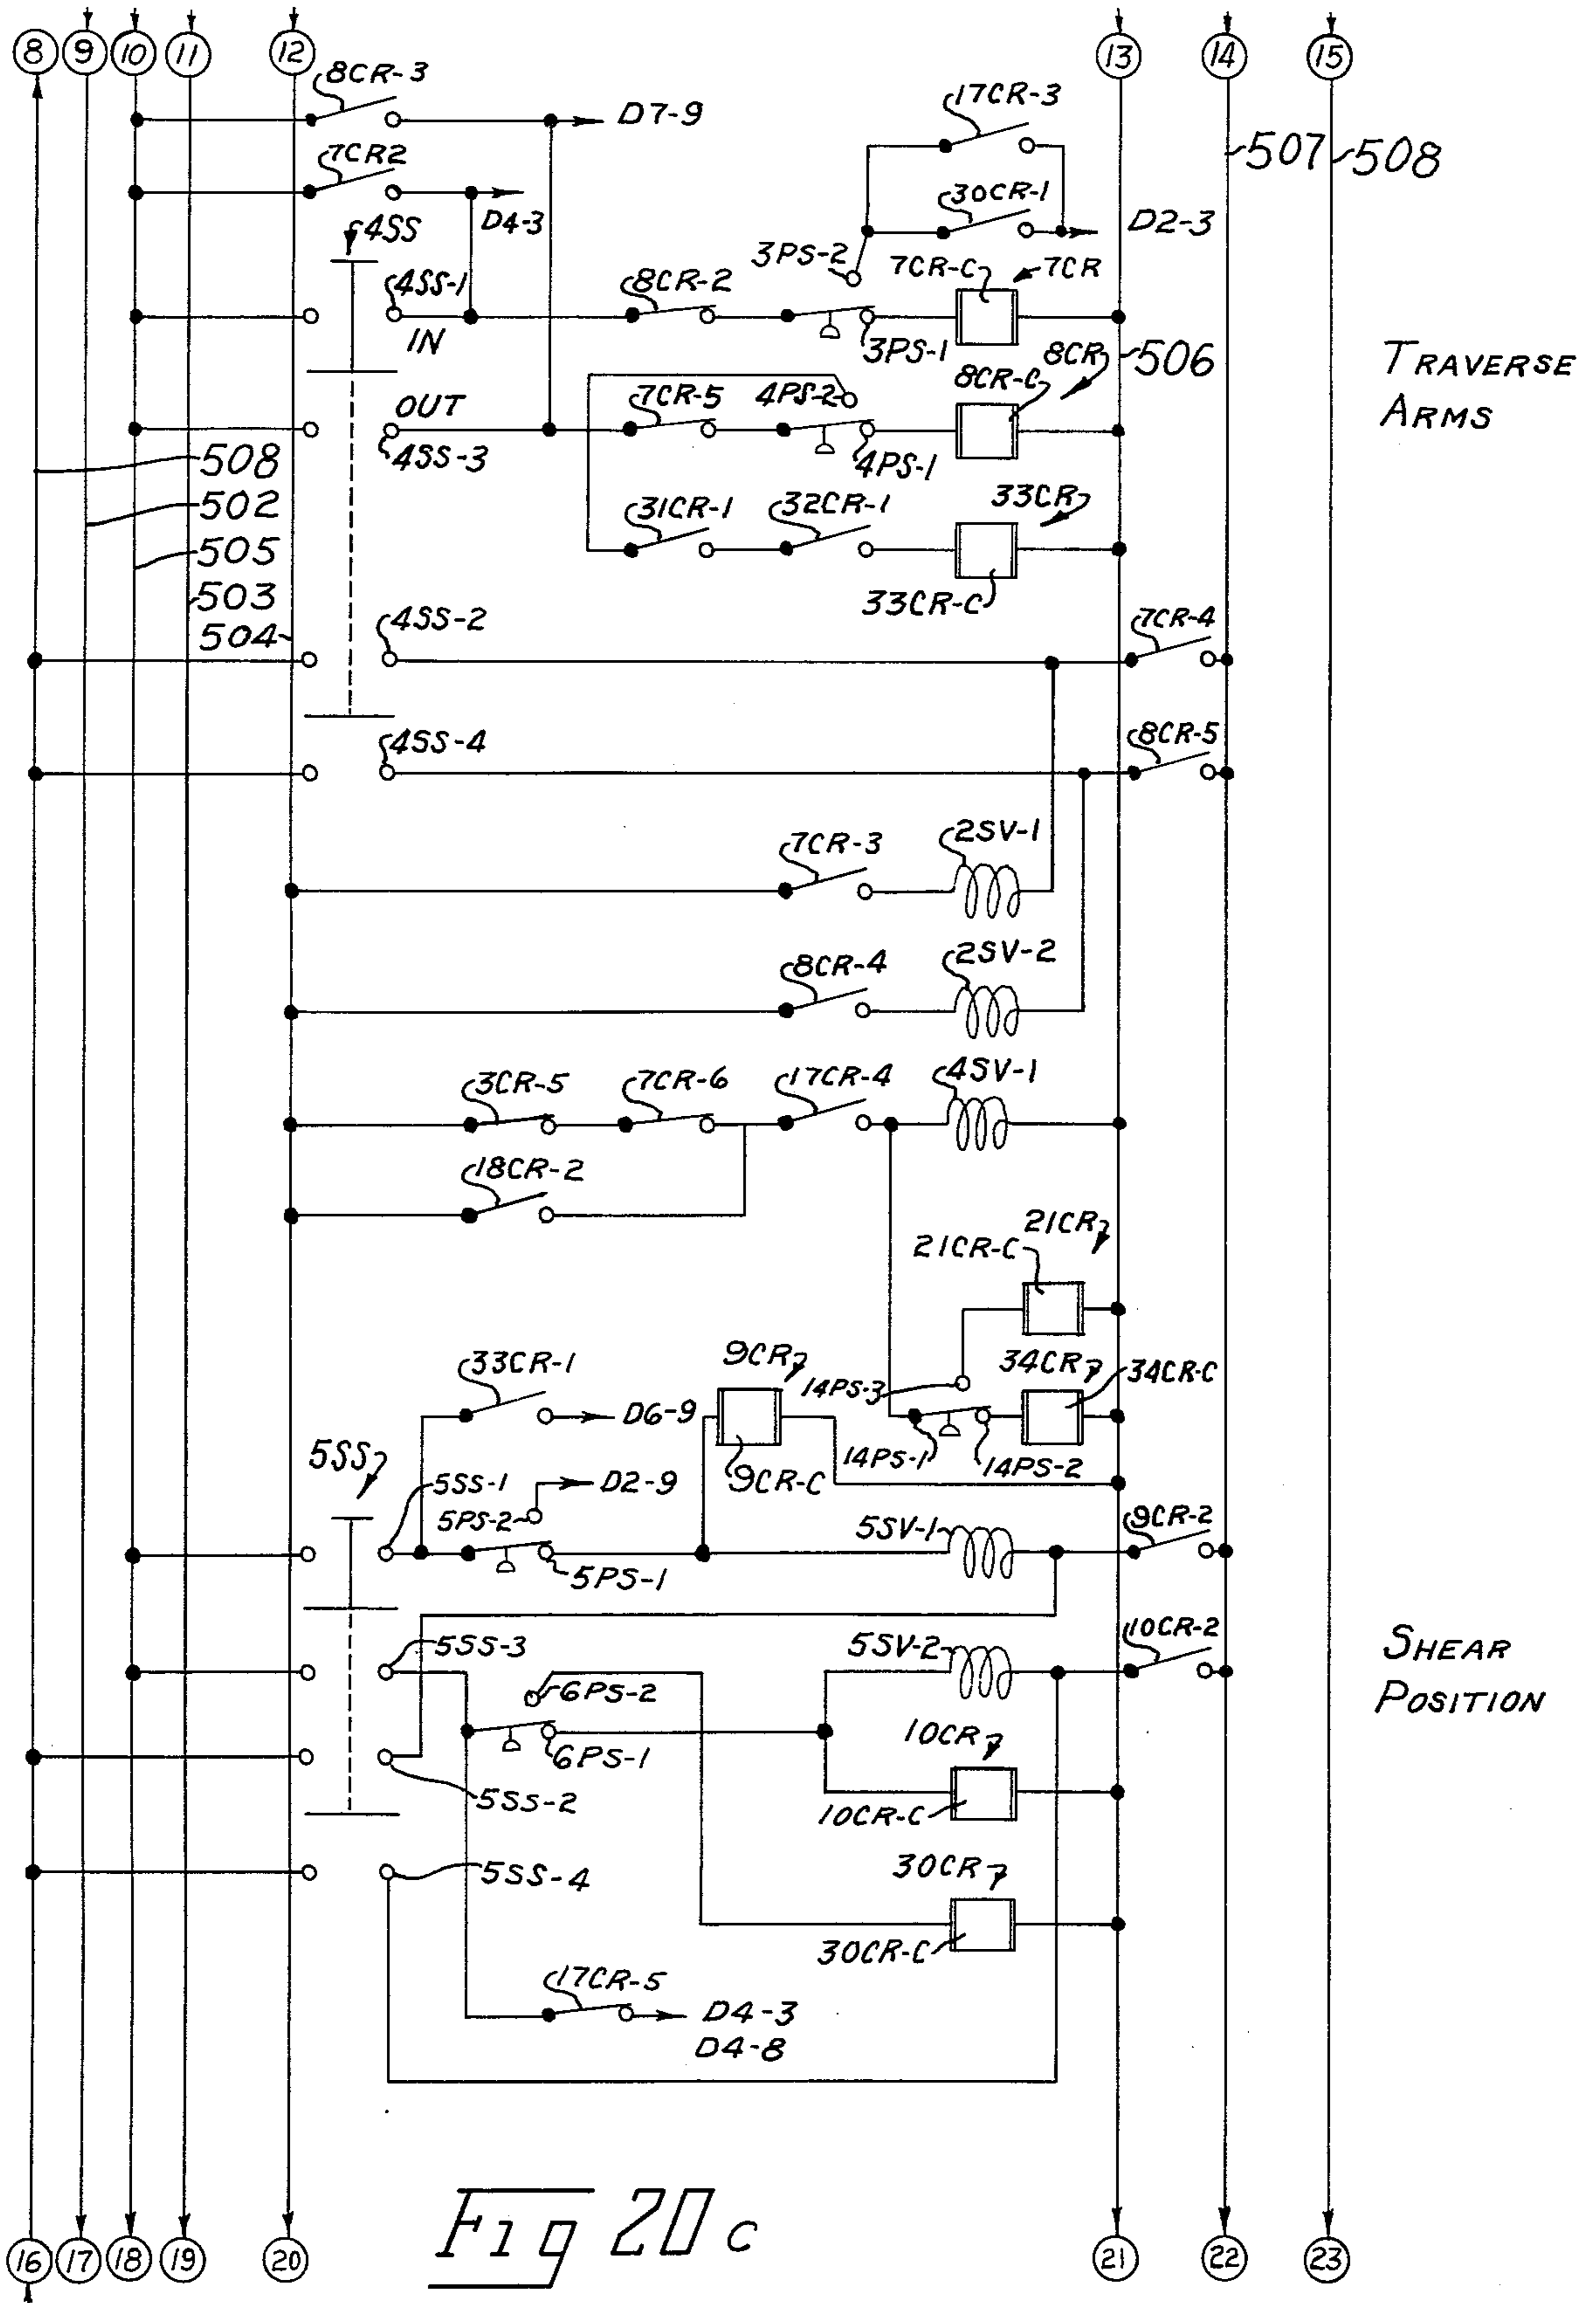 8 9 10 11 12 13 14 15
8CR-3
D7-9
17CR-3
507
508
7CR2
D4-3
30CR-1
D2-3
4SS
3PS-2
7CR-C
7CR
4SS-1
8CR-2
IN
3PS-1
506
8CR
TRAVERSE
ARMS
8CR-C
OUT
7CR-5
4PS-2
4SS-3
4PS-1
508
502
31CR-1
32CR-1
33CR
505
503
33CR-C
504
4SS-2
7CR-4
4SS-4
8CR-5
7CR-3
2SV-1
8CR-4
2SV-2
3CR-5
7CR-6
17CR-4
4SV-1
18CR-2
21CR
21CR-C
33CR-1
9CR
34CR
34CR-C
14PS-3
D6-9
5SS
14PS-1
14PS-2
9CR-C
5SS-1
D2-9
5PS-2
5SV-1
9CR-2
5PS-1
5SS-3
5SV-2
10CR-2
SHEAR
POSITION
6PS-2
6PS-1
10CR
5SS-2
10CR-C
5SS-4
30CR
30CR-C
17CR-5
D4-3
D4-8
Fig 20c
16 17 18 19 20 21 22 23